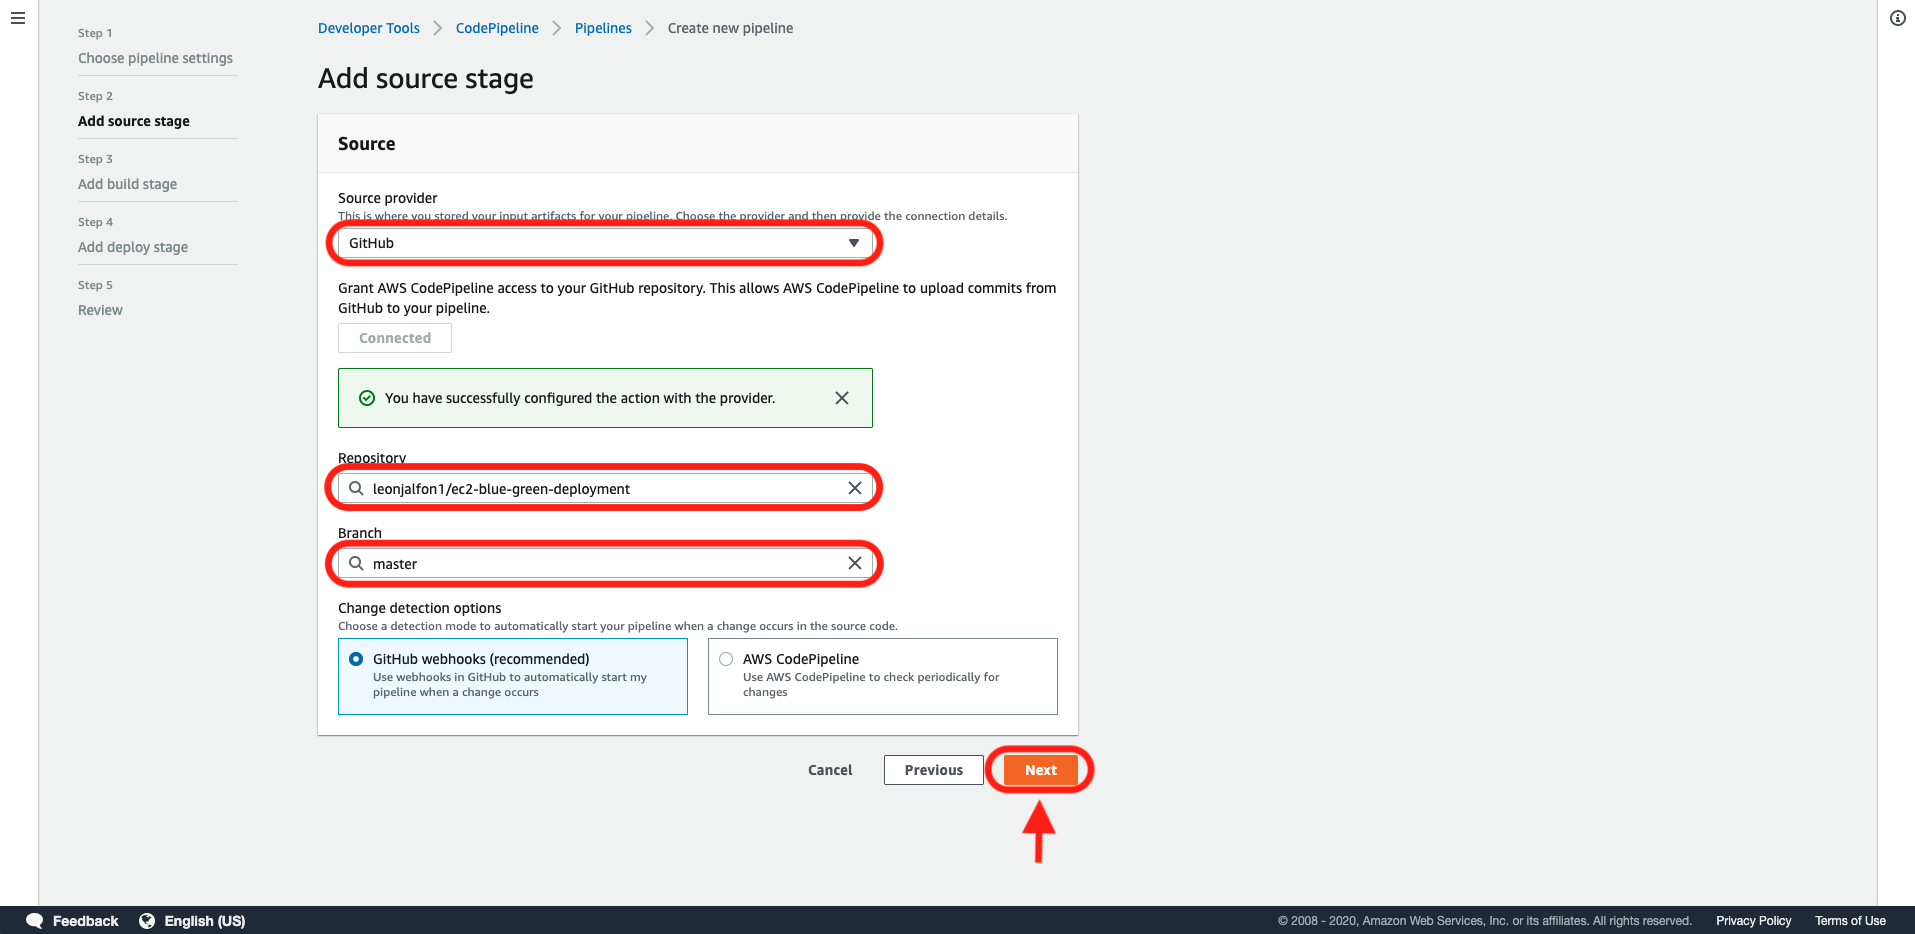 Step 1
Choose pipeline settings
Step 2
Add source stage
Step 3
Add build stage
Step 4
Add deploy stage
Step 5
Review
Developer Tools
CodePipeline
Pipelines
Create new pipeline
Add source stage
Source
Source provider
This is where you stored your input artifacts for your pipeline. Choose the provider and then provide the connection details.
GitHub
Grant AWS CodePipeline access to your GitHub repository. This allows AWS CodePipeline to upload commits from
GitHub to your pipeline.
Connected
You have successfully configured the action with the provider.
Repository
leonjalfon1/ec2-blue-green-deployment
Branch
master
Change detection options
Choose a detection mode to automatically start your pipeline when a change occurs in the source code.
GitHub webhooks (recommended)
Use webhooks in GitHub to automatically start my
pipeline when a change occurs
AWS CodePipeline
Use AWS CodePipeline to check periodically for
changes
Cancel
Previous
Next
Feedback
English (US)
© 2008 - 2020, Amazon Web Services, Inc. or its affiliates. All rights reserved.
Privacy Policy
Terms of Use